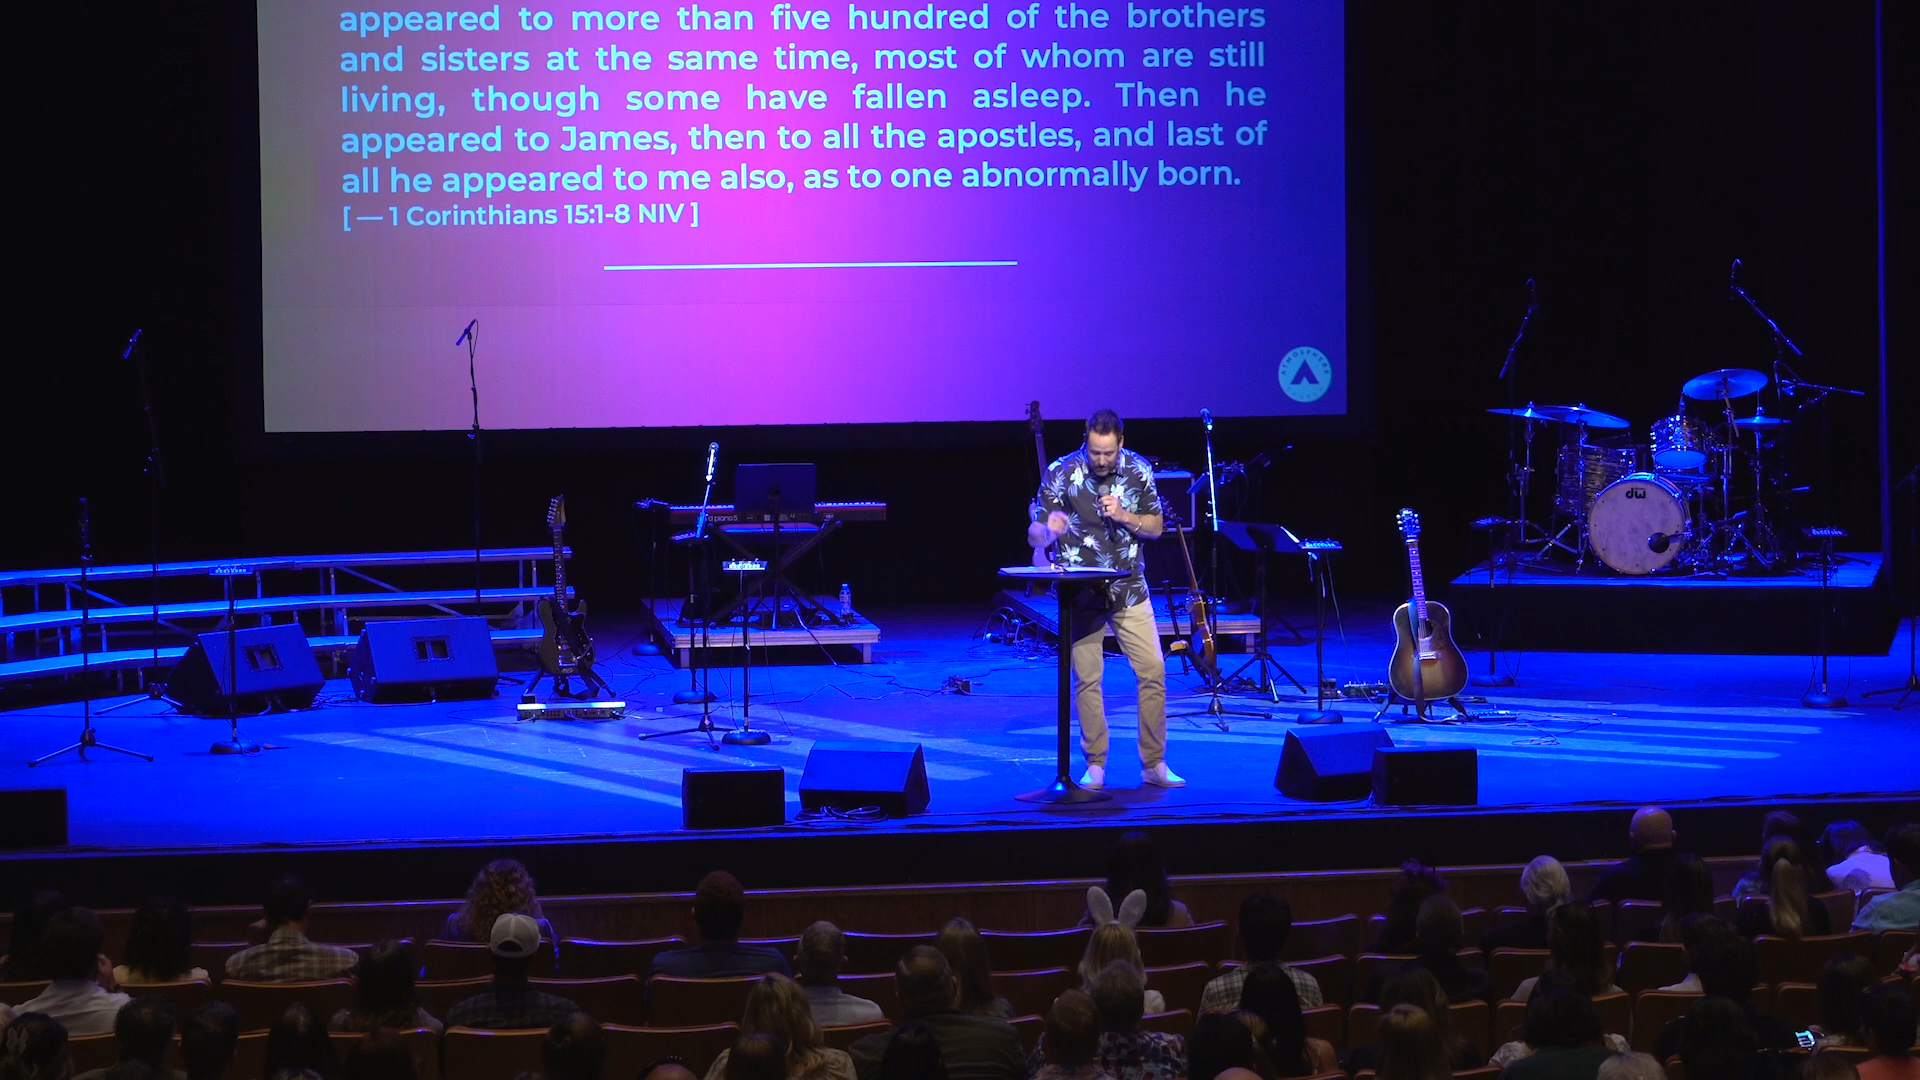 appeared to more than five hundred of the brothers
and sisters at the same time, most of whom are still
living, though some have fallen asleep. Then he
appeared to James, then to all the apostles, and last of
all he appeared to me also, as to one abnormally born.
[ — 1 Corinthians 15:1-8 NIV ]
ATMOSPHERE
dw